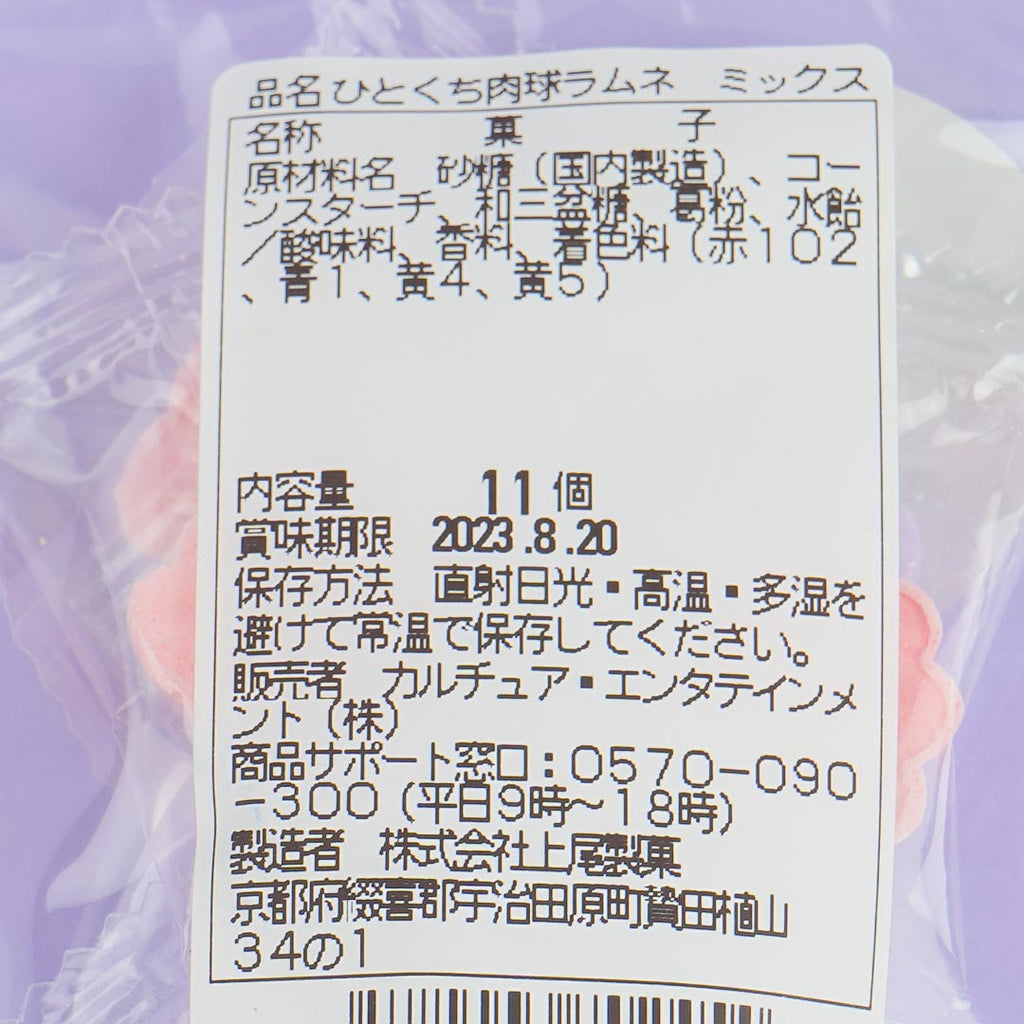 品名 ひとくち肉球ラムネ　ミックス
名称　　　　菓　　　　子
原材料名　砂糖（国内製造）、コー
ンスターチ、和三盆糖、葛粉、水飴
／酸味料、香料、着色料（赤１０２
、青１、黄４、黄５）
内容量　　　11個
賞味期限　2023.8.20
保存方法　直射日光・高温・多湿を
避けて常温で保存してください。
販売者　カルチュア・エンタテインメ
ント（株）
商品サポート窓口：０５７０－０９０
－３００（平日９時～１８時）
製造者　株式会社上尾製菓
京都府綴喜郡宇治田原町贄田植山
３４の１